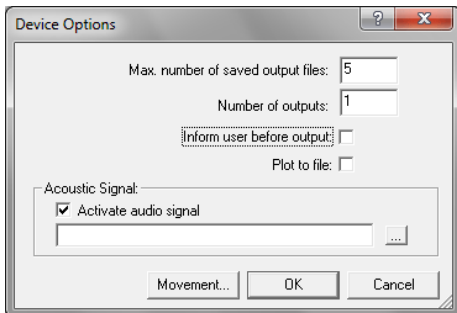 Device Options
?
X
Max. number of saved output files: 5
Number of outputs: 1
Inform user before output:
Plot to file:
Acoustic Signal:
Activate audio signal
...
Movement... OK Cancel